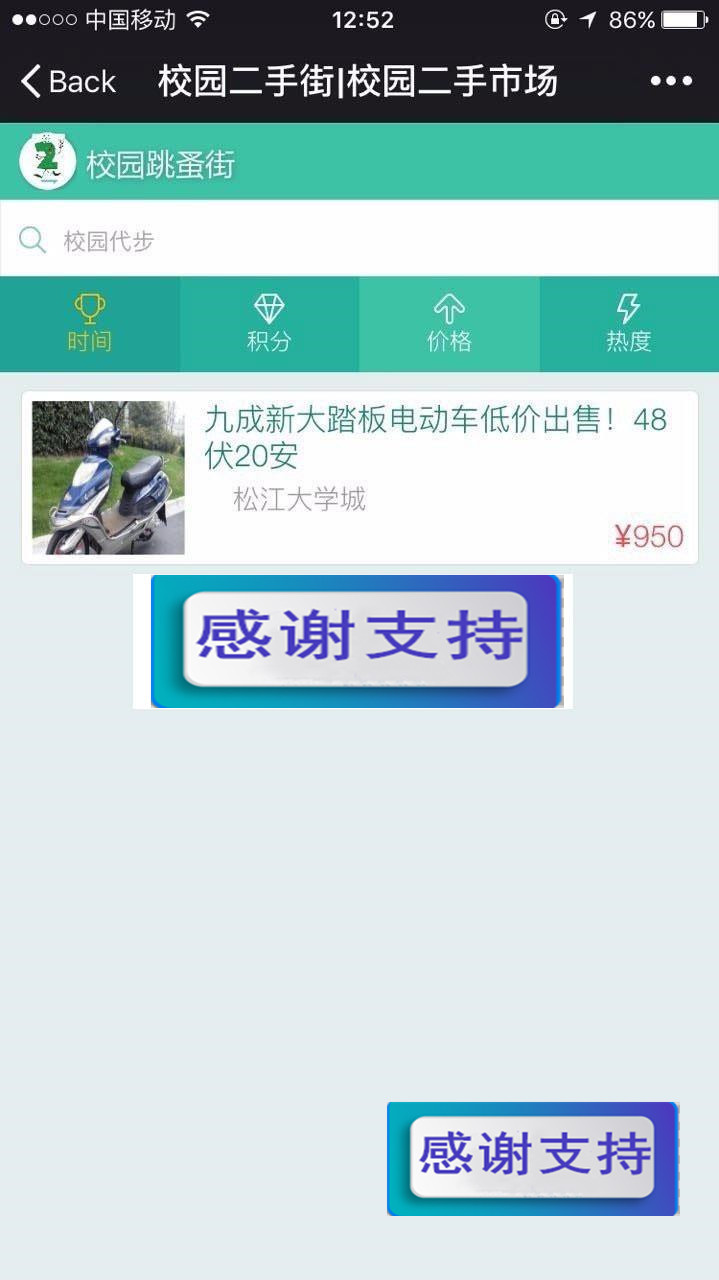 中国移动 12:52 86%
Back 校园二手街|校园二手市场
校园跳蚤街
校园代步
时间 积分 价格 热度
九成新大踏板电动车低价出售！48
伏20安
松江大学城
¥950
感谢支持
感谢支持